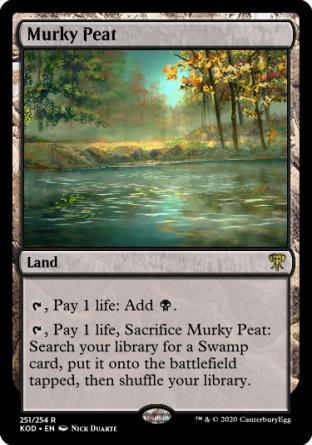 Murky Peat
Land
, Pay 1 life: Add .
, Pay 1 life, Sacrifice Murky Peat:
Search your library for a Swamp
card, put it onto the battlefield
tapped, then shuffle your library.
251/254 R
KOD • EN Nick Duarte
™ & © 2020 CanterburyEgg